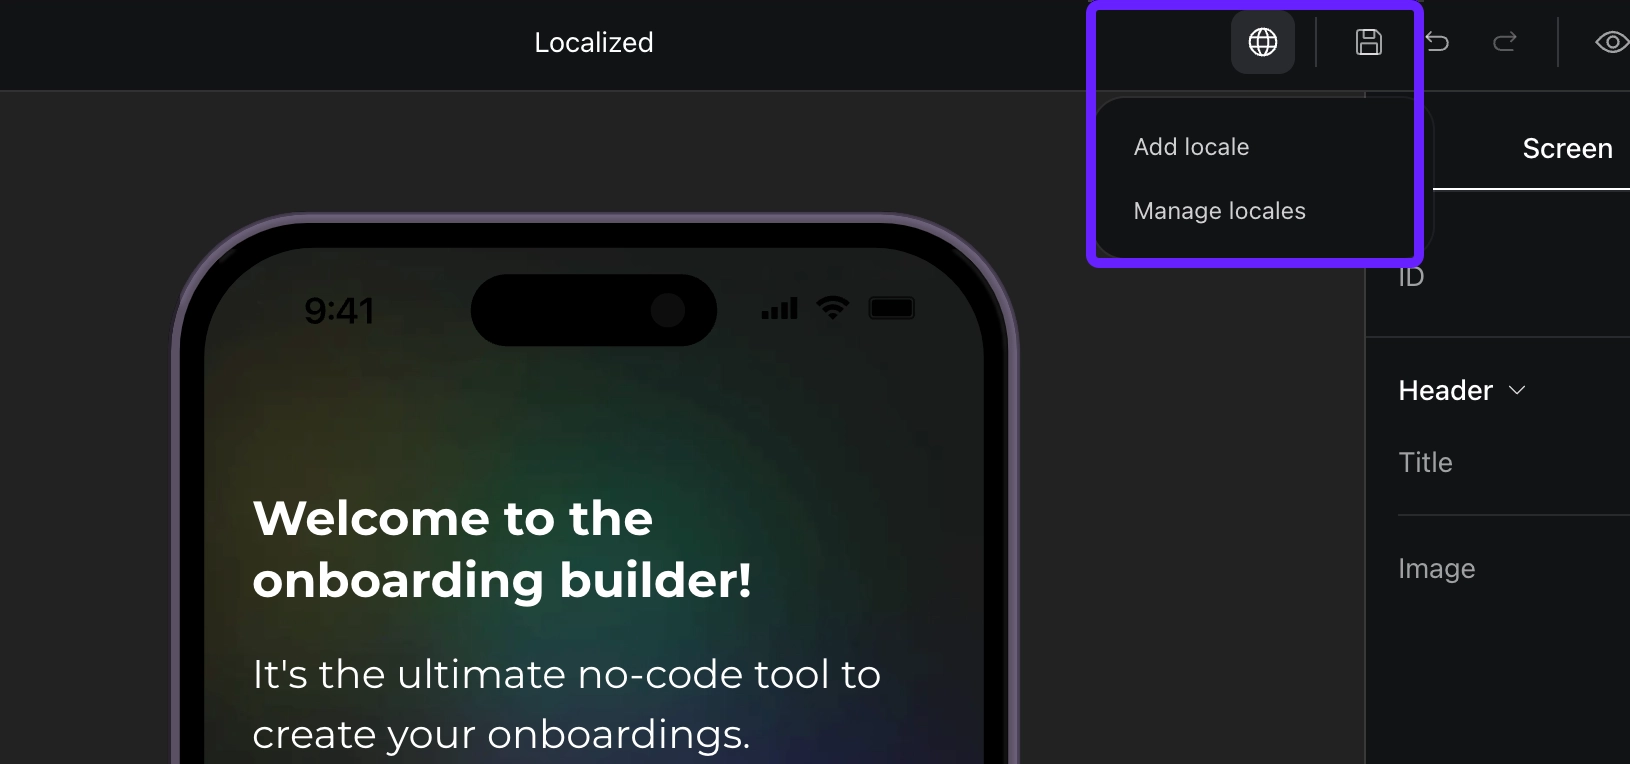 Localized
Add locale
Manage locales
Screen
ID
Header
Title
Image
9:41
Welcome to the
onboarding builder!
It's the ultimate no-code tool to
create your onboardings.